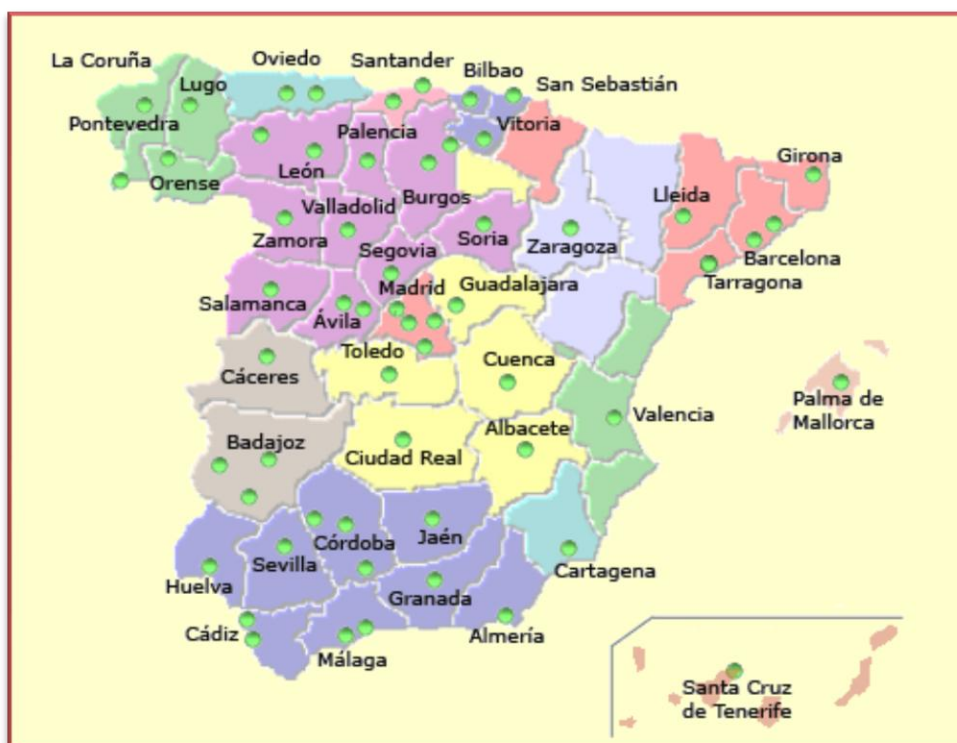 La Coruña
Oviedo
Santander
Bilbao
San Sebastián
Lugo
Pontevedra
Palencia
Vitoria
Girona
León
Orense
Burgos
Lleida
Valladolid
Zamora
Segovia
Soria
Zaragoza
Barcelona
Tarragona
Madrid
Guadalajara
Salamanca
Ávila
Toledo
Cuenca
Cáceres
Palma de
Mallorca
Valencia
Badajoz
Albacete
Ciudad Real
Córdoba
Jaén
Sevilla
Cartagena
Huelva
Granada
Cádiz
Almería
Málaga
Santa Cruz
de Tenerife